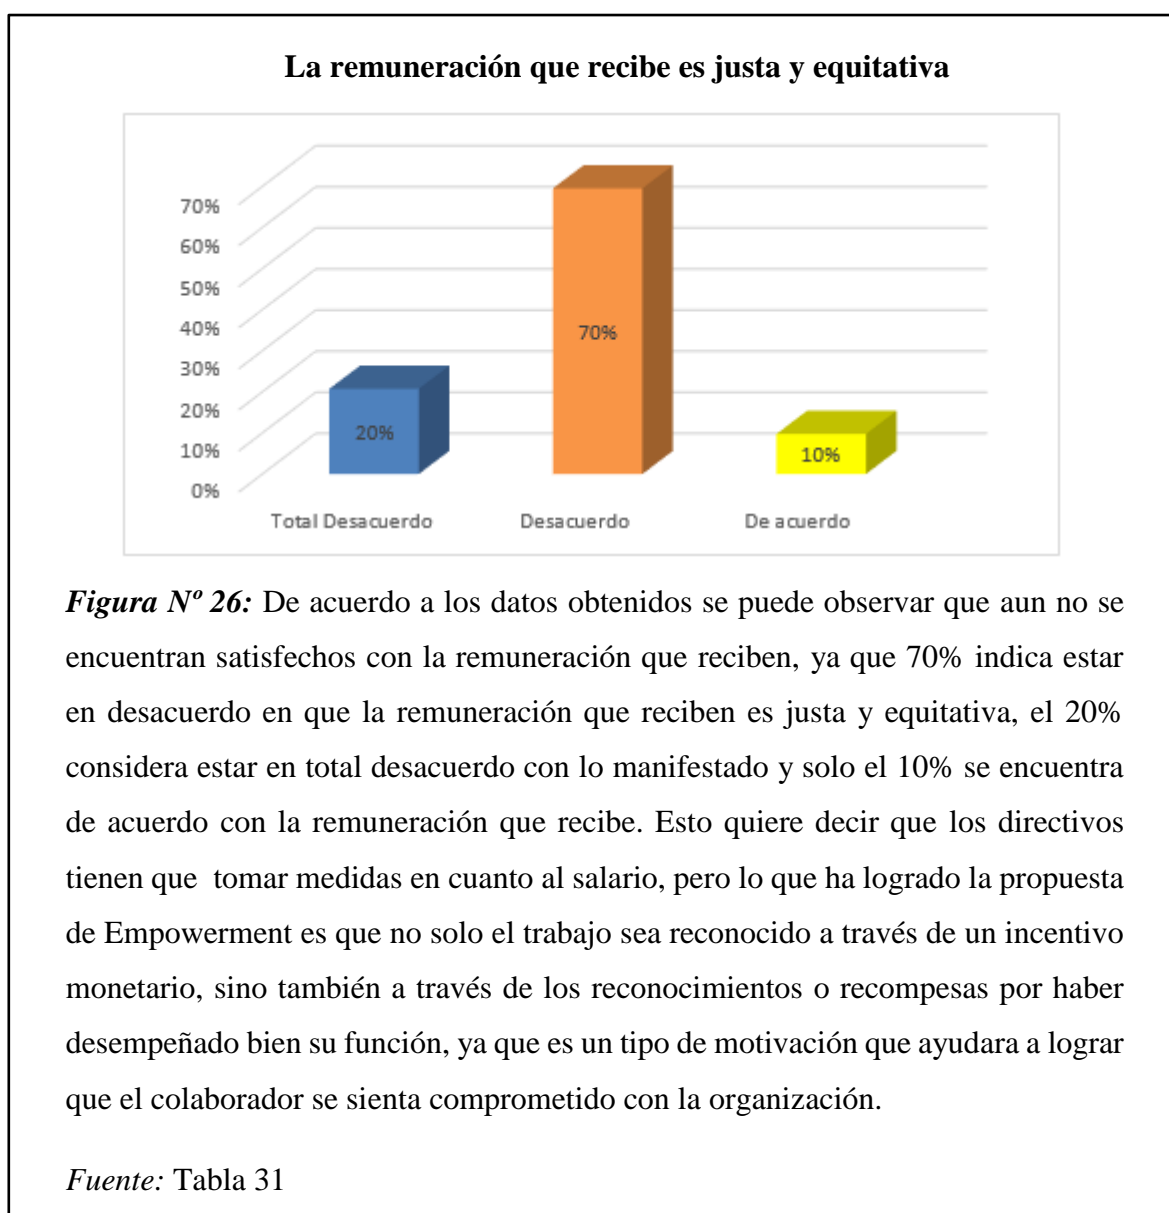 La remuneración que recibe es justa y equitativa
70%
60%
50%
40%
30%
20%
10%
0%
20%
70%
10%
Total Desacuerdo
Desacuerdo
De acuerdo
Figura Nº 26: De acuerdo a los datos obtenidos se puede observar que aun no se
encuentran satisfechos con la remuneración que reciben, ya que 70% indica estar
en desacuerdo en que la remuneración que reciben es justa y equitativa, el 20%
considera estar en total desacuerdo con lo manifestado y solo el 10% se encuentra
de acuerdo con la remuneración que recibe. Esto quiere decir que los directivos
tienen que  tomar medidas en cuanto al salario, pero lo que ha logrado la propuesta
de Empowerment es que no solo el trabajo sea reconocido a través de un incentivo
monetario, sino también a través de los reconocimientos o recompesas por haber
desempeñado bien su función, ya que es un tipo de motivación que ayudara a lograr
que el colaborador se sienta comprometido con la organización.
Fuente: Tabla 31